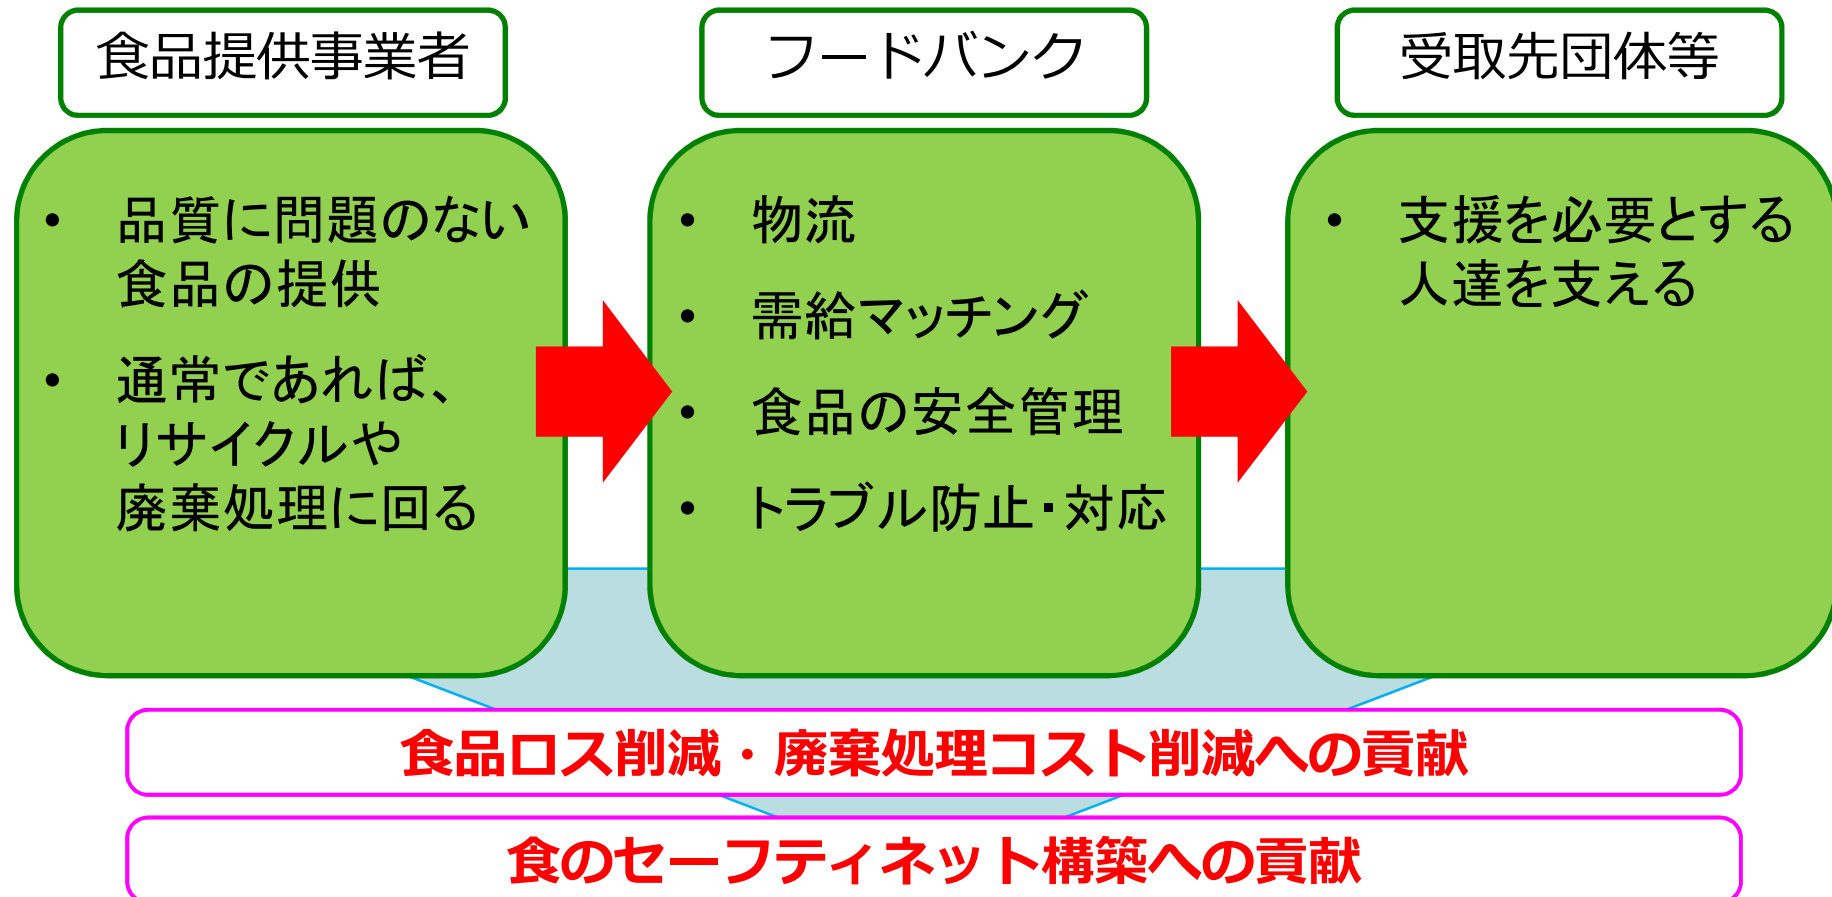 食品提供事業者
• 品質に問題のない
食品の提供
• 通常であれば、
リサイクルや
廃棄処理に回る
フードバンク
• 物流
• 需給マッチング
• 食品の安全管理
• トラブル防止・対応
受取先団体等
• 支援を必要とする
人達を支える
食品ロス削減・廃棄処理コスト削減への貢献
食のセーフティネット構築への貢献